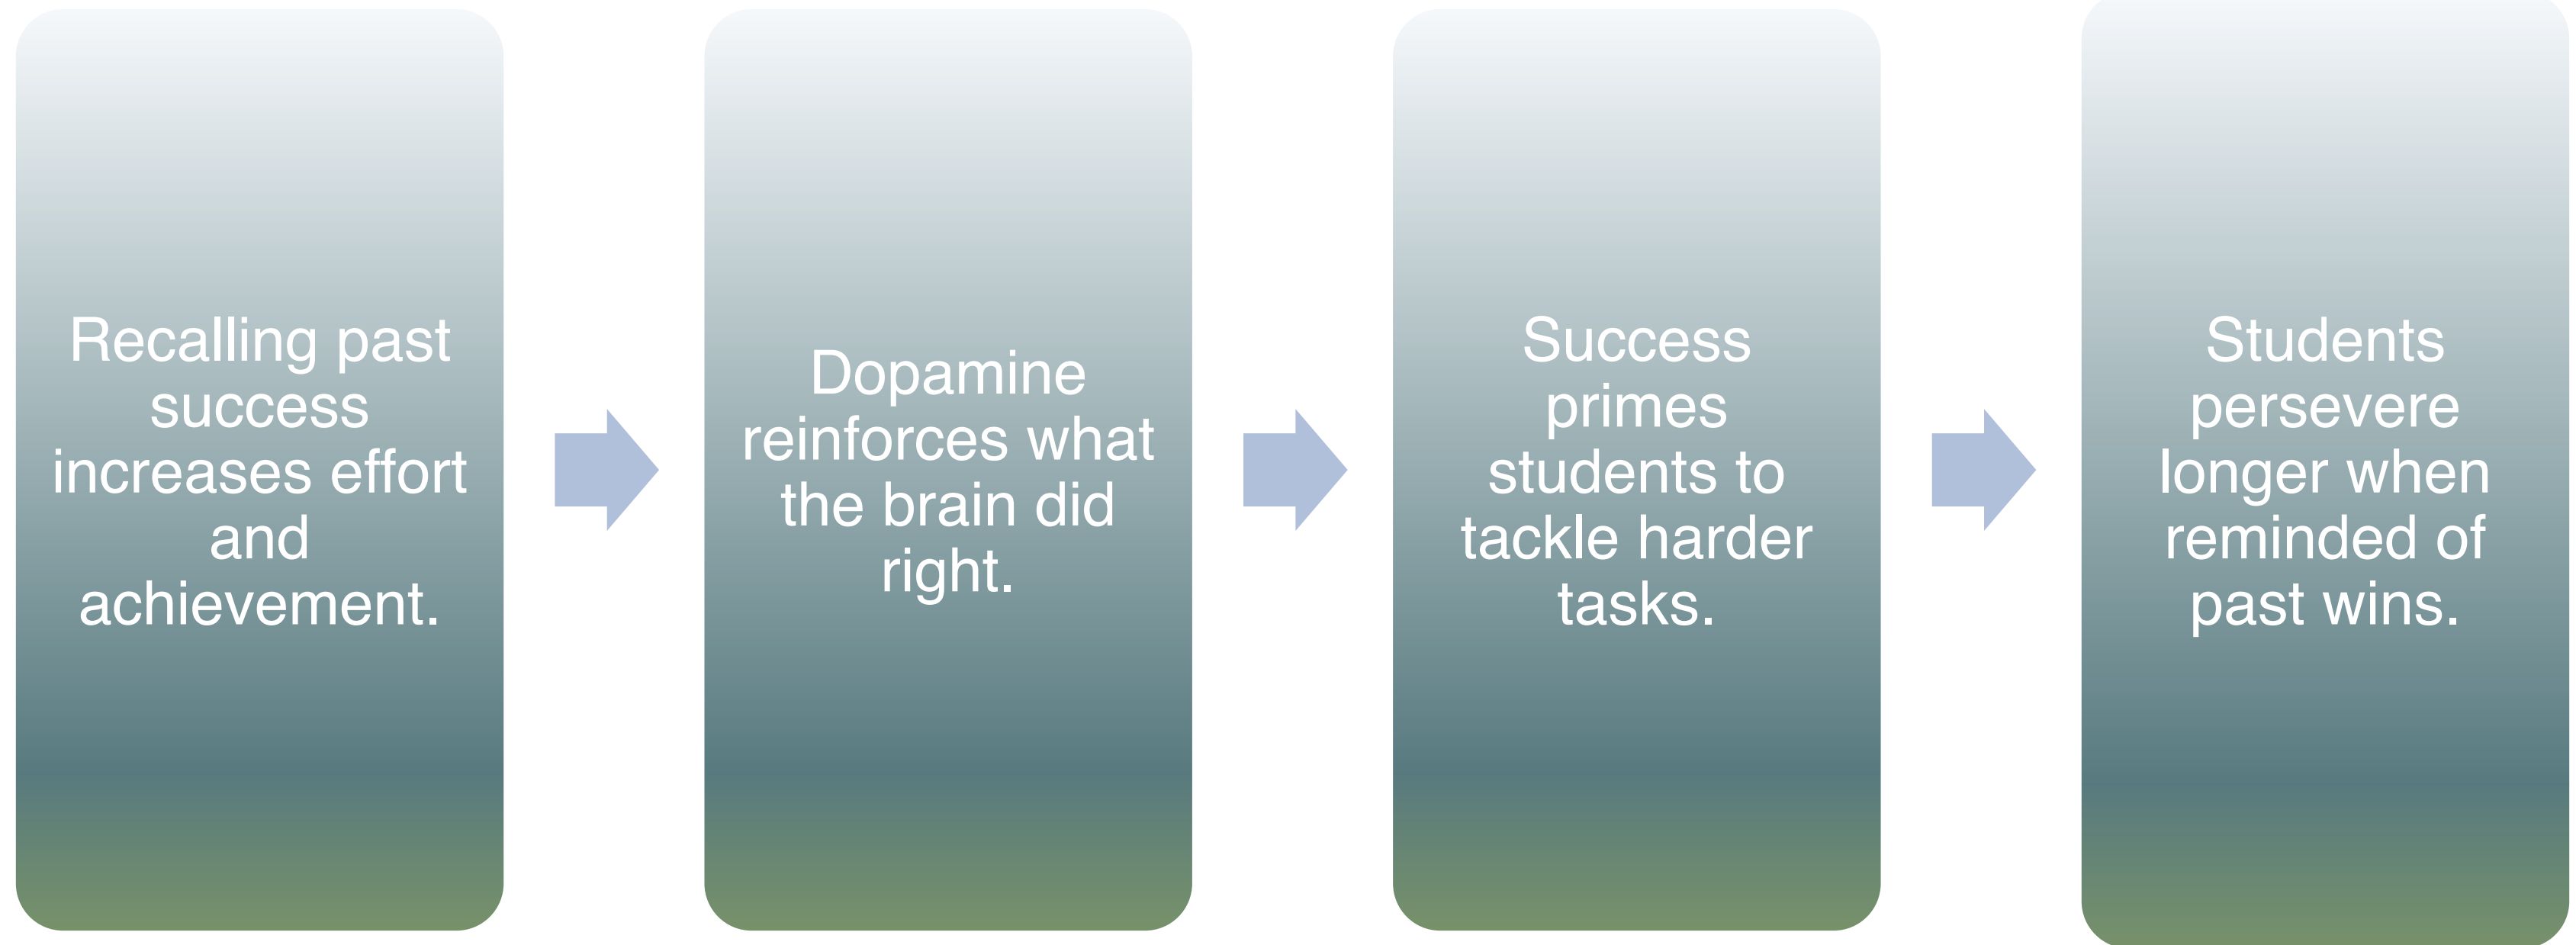 Recalling past
success
increases effort
and
achievement.
Dopamine
reinforces what
the brain did
right.
Success
primes
students to
tackle harder
tasks.
Students
persevere
longer when
reminded of
past wins.